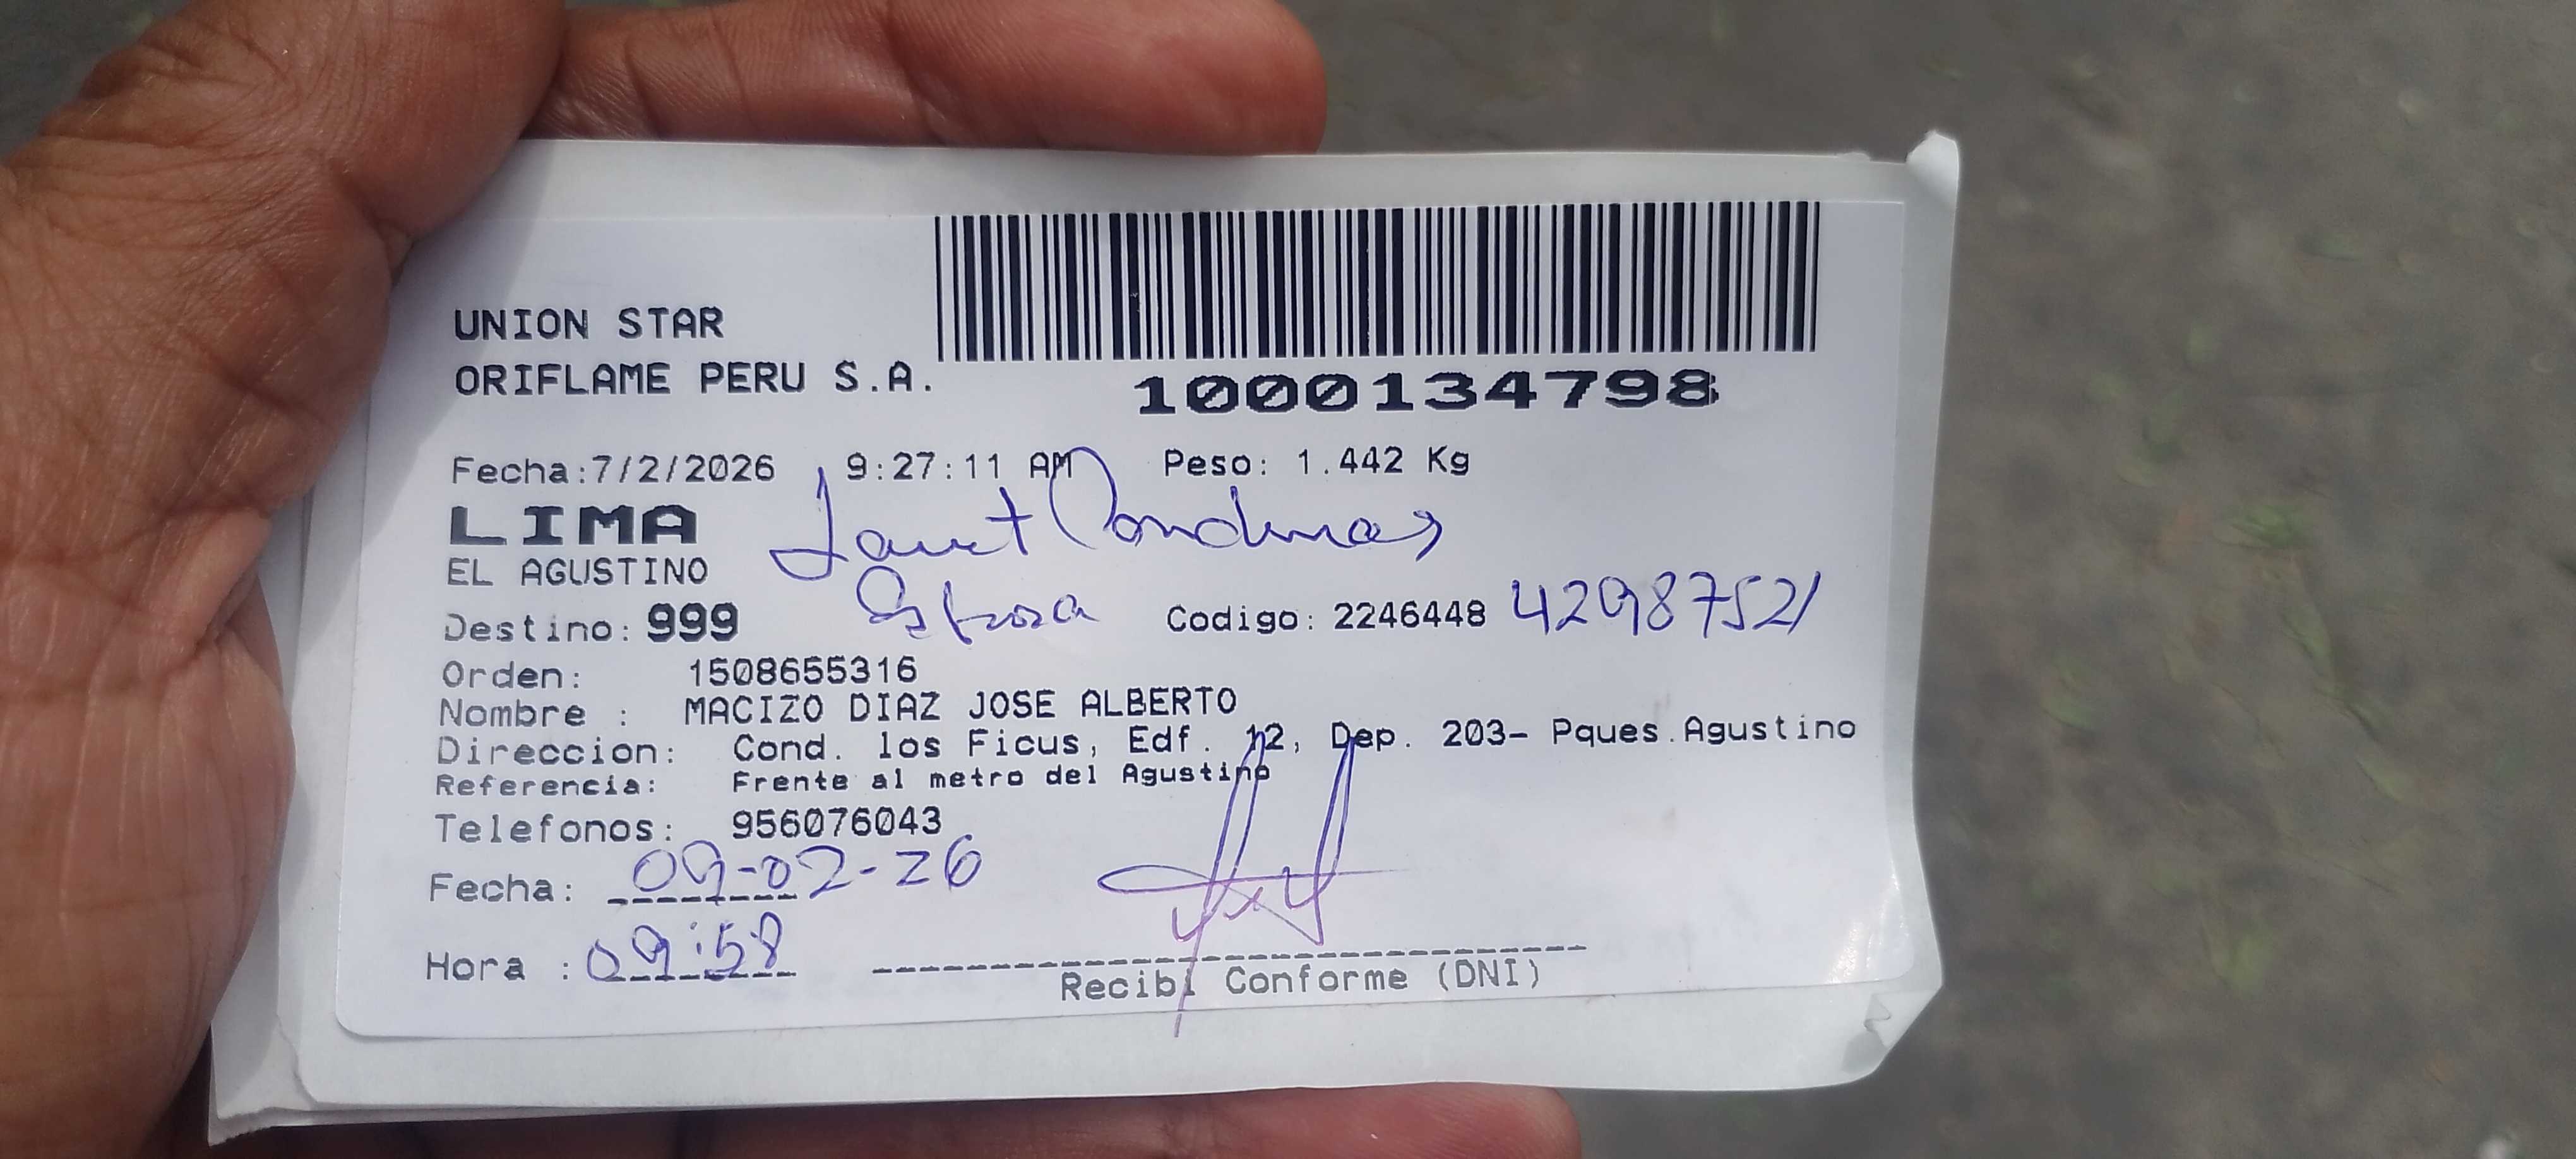 UNION STAR
ORIFLAME PERU S.A.
1000134798
Fecha:7/2/2026 9:27:11 AM Peso: 1.442 Kg
LIMA
EL AGUSTINO
Destino: 999 Codigo: 2246448 42987521
Orden: 1508655316
Nombre : MACIZO DIAZ JOSE ALBERTO
Direccion: Cond. los Ficus, Edf. 12, Dep. 203- Pques.Agustino
Referencia: Frente al metro del Agustino
Telefonos: 956076043
Fecha: 09-02-26
Hora : 09:58
Recibi Conforme (DNI)